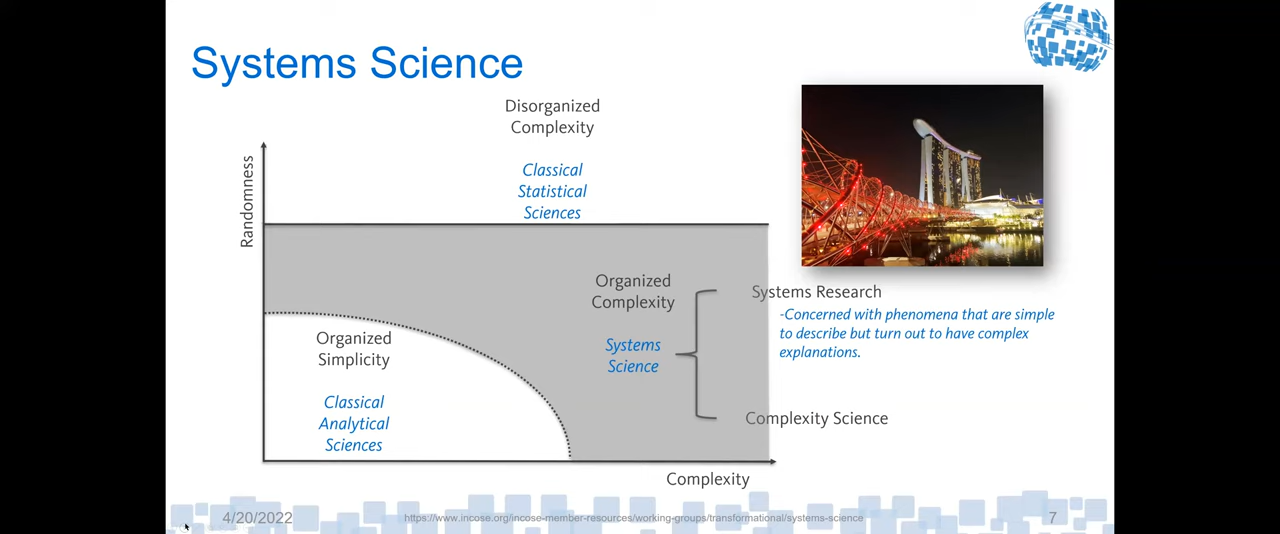 Systems Science
Disorganized
Complexity
Classical
Statistical
Sciences
Randomness
Organized
Complexity
Systems
Science
Systems Research
-Concerned with phenomena that are simple
to describe but turn out to have complex
explanations.
Organized
Simplicity
Classical
Analytical
Sciences
Complexity Science
Complexity
4/20/2022
https://www.incose.org/incose-member-resources/working-groups/transformational/systems-science
7